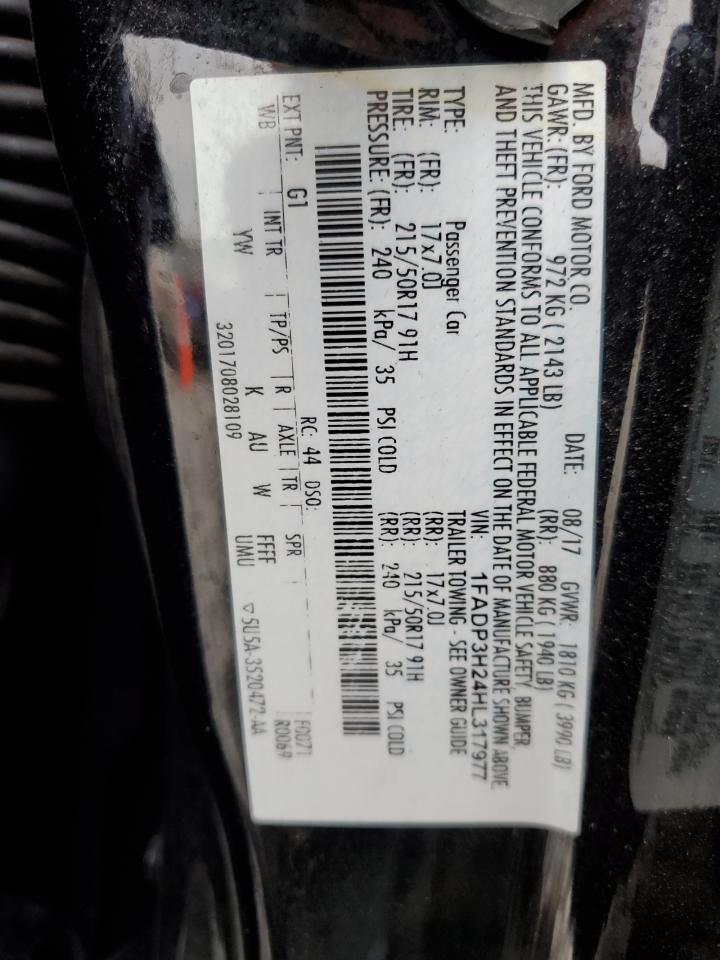 MFD. BY FORD MOTOR CO.
DATE: 08/17 GVWR: 1810 KG ( 3990 LB)
GAWR: (FR): 972 KG ( 2143 LB) (RR): 880 KG ( 1940 LB)
THIS VEHICLE CONFORMS TO ALL APPLICABLE FEDERAL MOTOR VEHICLE SAFETY, BUMPER,
AND THEFT PREVENTION STANDARDS IN EFFECT ON THE DATE OF MANUFACTURE SHOWN ABOVE.
VIN: 1FADP3H24HL317977
TYPE: Passenger Car TRAILER TOWING - SEE OWNER GUIDE
RIM: (FR): 17x7.0J (RR): 17x7.0J
TIRE: (FR): 215/50R17 91H (RR): 215/50R17 91H
PRESSURE: (FR): 240 kPa/ 35 PSI COLD (RR): 240 kPa/ 35 PSI COLD
RC: 44 DSO: F0071
EXT PNT: G1 INT TR TP/PS R AXLE TR SPR R0069
WB YW K AU W FFFF
UMU
3201708028109 ▽5U5A-3520472-AA